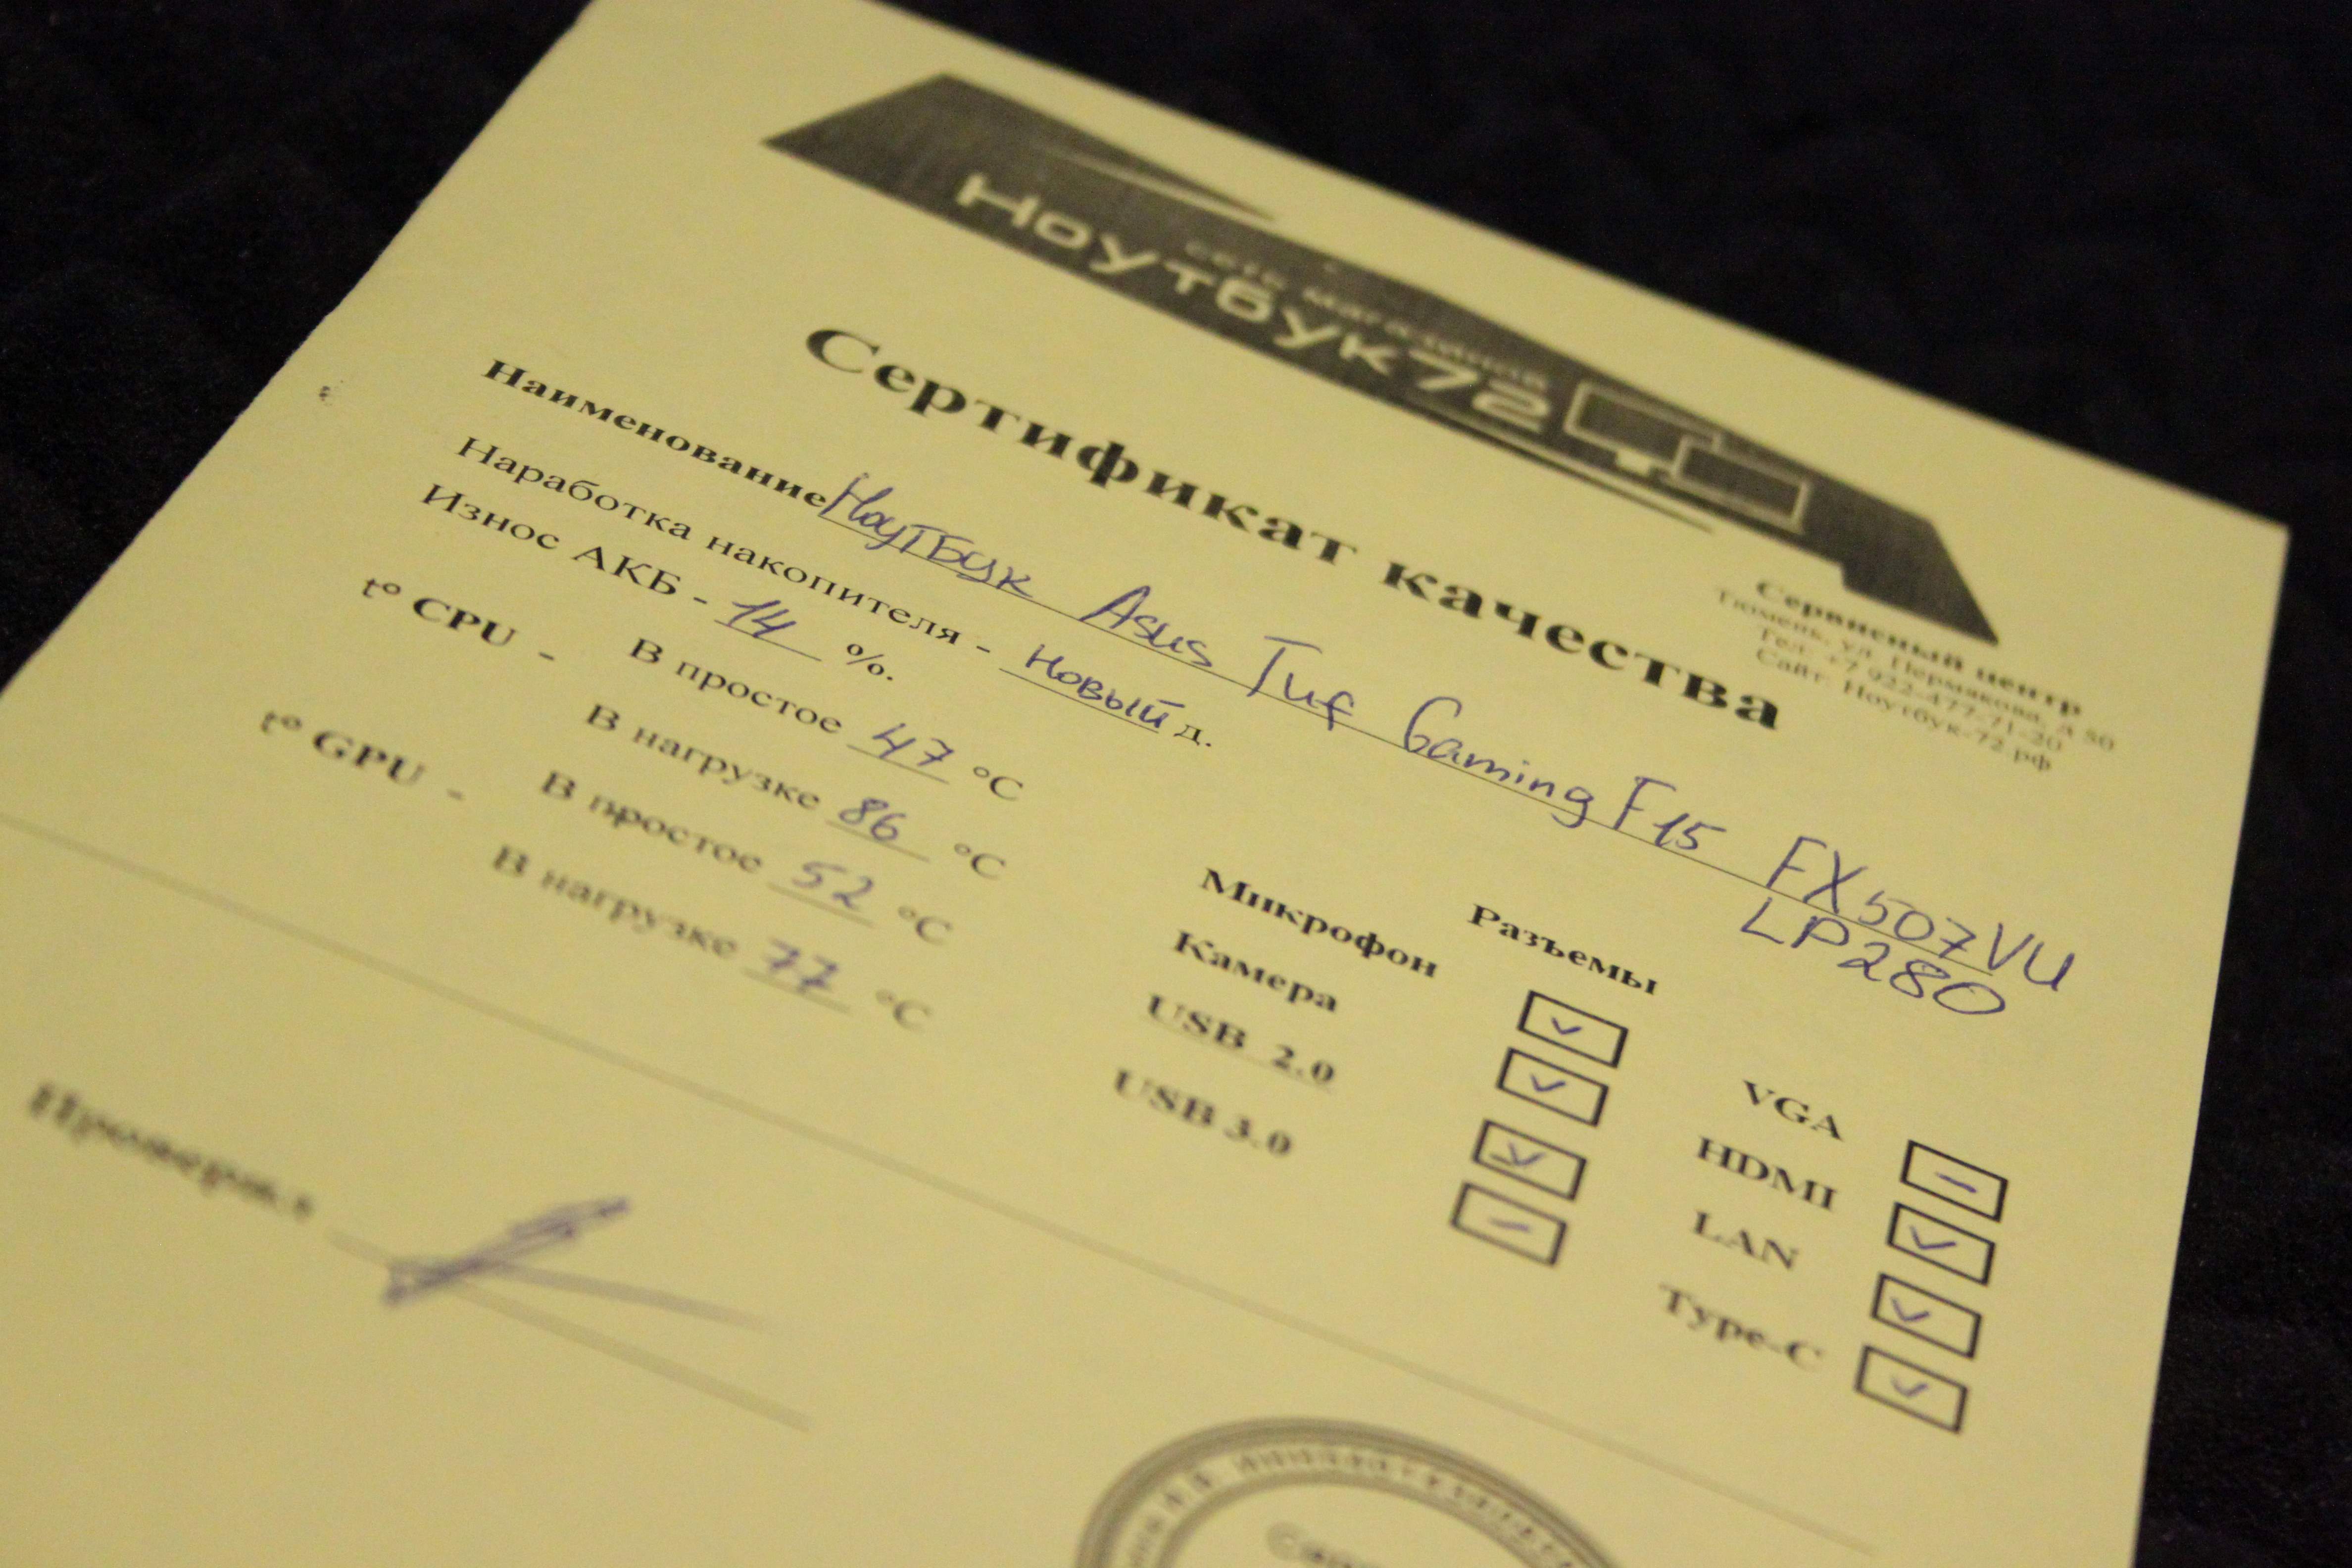 сеть магазинов
Ноутбук72
Сервисный центр
Тюмень, ул. Пермякова, д 50
Тел. +7 922-477-71-20
Сайт: Ноутбук-72.рф
Сертификат качества
Наименование Ноутбук Asus Tuf Gaming F15 FX507VU
LP280
Наработка накопителя - новый д.
Износ АКБ - 14 %.
t° CPU - В простое 47 °C
В нагрузке 86 °C
t° GPU - В простое 52 °C
В нагрузке 77 °C
Разъемы
Микрофон ✓ VGA –
Камера ✓ HDMI ✓
USB 2.0 ✓ LAN ✓
USB 3.0 – Type-C ✓
Проверил